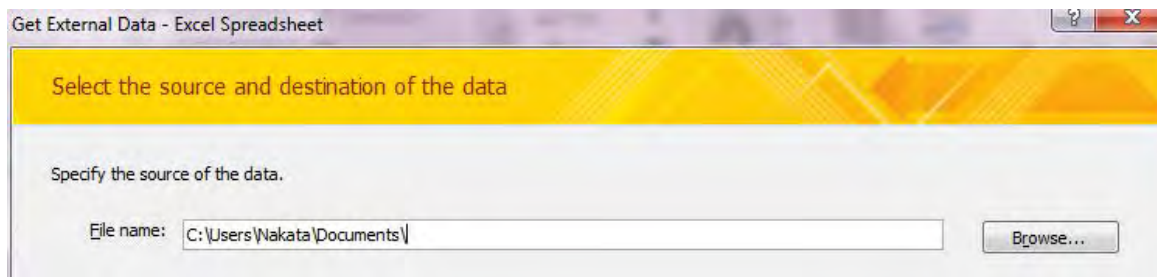 Get External Data - Excel Spreadsheet
Select the source and destination of the data
Specify the source of the data.
File name: C:\Users\Nakata\Documents\
Browse...